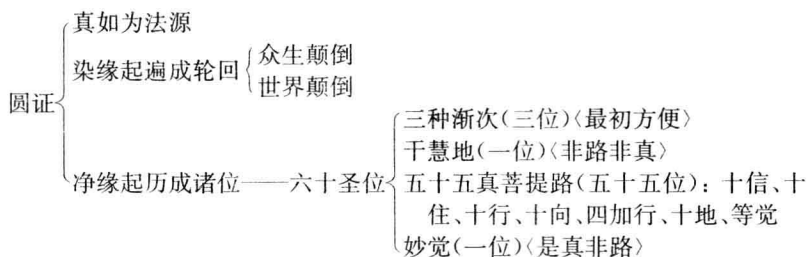 真如为法源
众生颠倒
染缘起遍成轮回
世界颠倒
圆证
三种渐次(三位)〈最初方便〉
干慧地(一位)〈非路非真〉
净缘起历成诸位——六十圣位
五十五真菩提路(五十五位)：十信、十
住、十行、十向、四加行、十地、等觉
妙觉(一位)〈是真非路〉